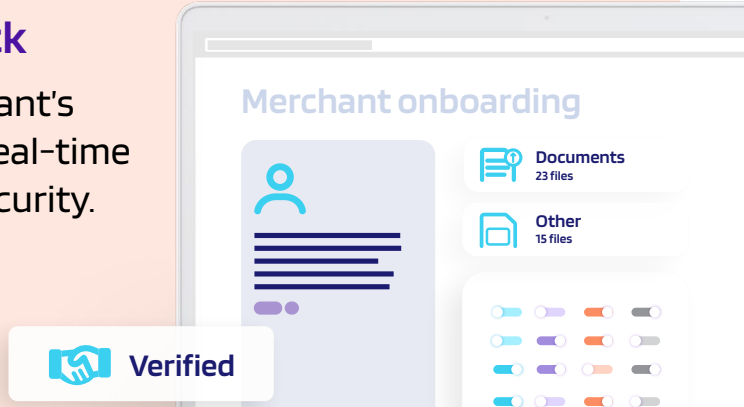 ant's
eal-time
curity.
Merchant onboarding
Documents
23 files
Other
15 files
Verified